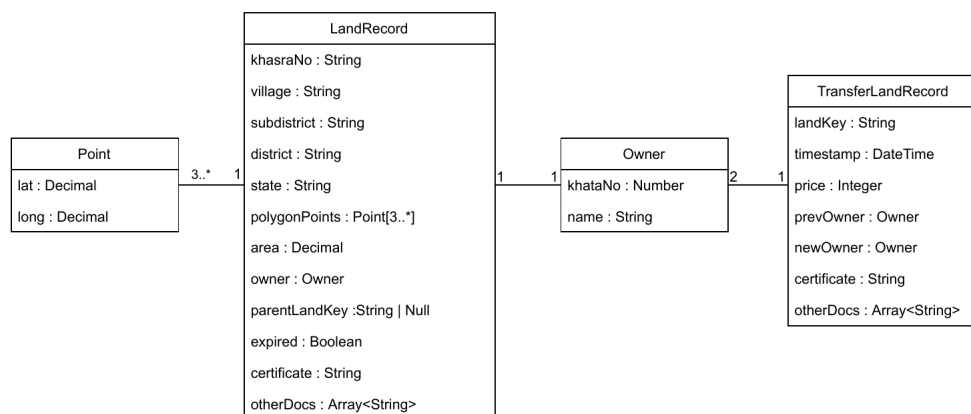 LandRecord
khasraNo : String
village : String
subdistrict : String
district : String
state : String
polygonPoints : Point[3..*]
area : Decimal
owner : Owner
parentLandKey :String | Null
expired : Boolean
certificate : String
otherDocs : Array<String>
Point
lat : Decimal
long : Decimal
3..*
1
1
1
Owner
khataNo : Number
name : String
2
1
TransferLandRecord
landKey : String
timestamp : DateTime
price : Integer
prevOwner : Owner
newOwner : Owner
certificate : String
otherDocs : Array<String>